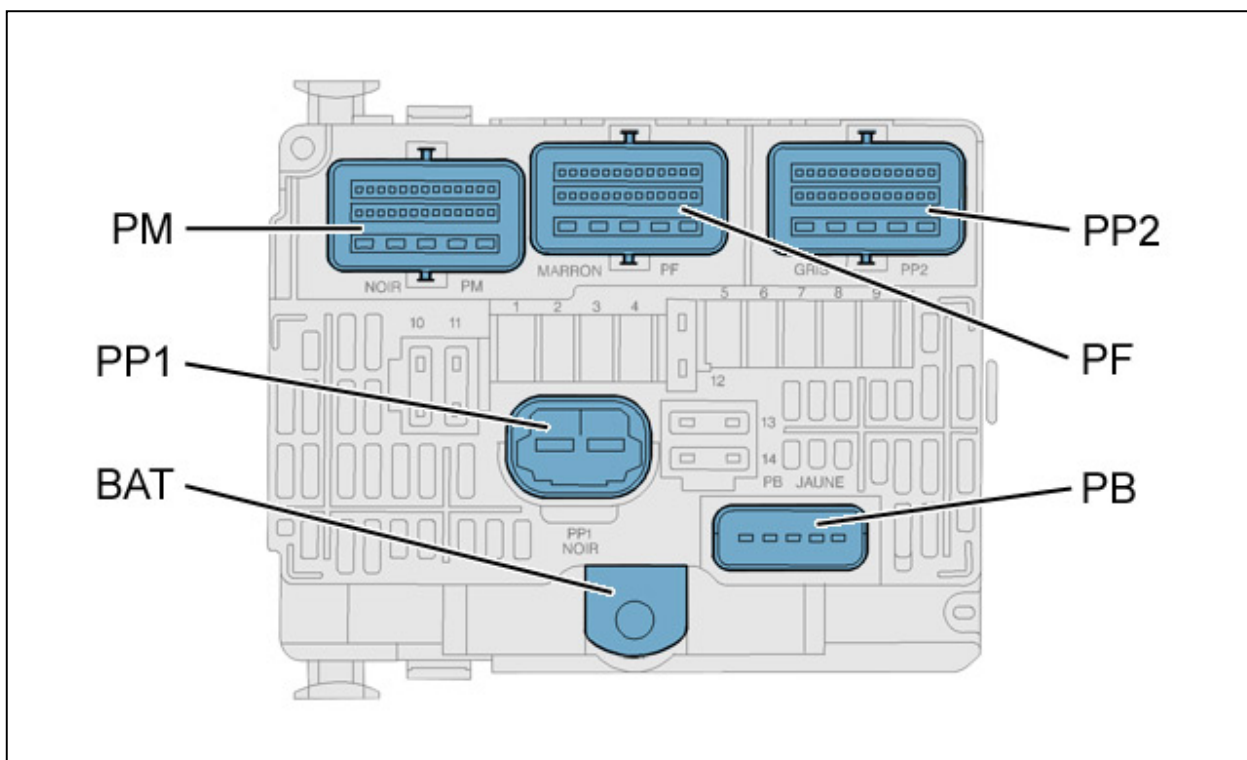 PM
PP1
BAT
PP2
PF
PB
NOIR PM
MARRON PF
GRIS PP2
1 2 3 4
5 6 7 8 9
10 11
12
13
14
PB JAUNE
PP1
NOIR